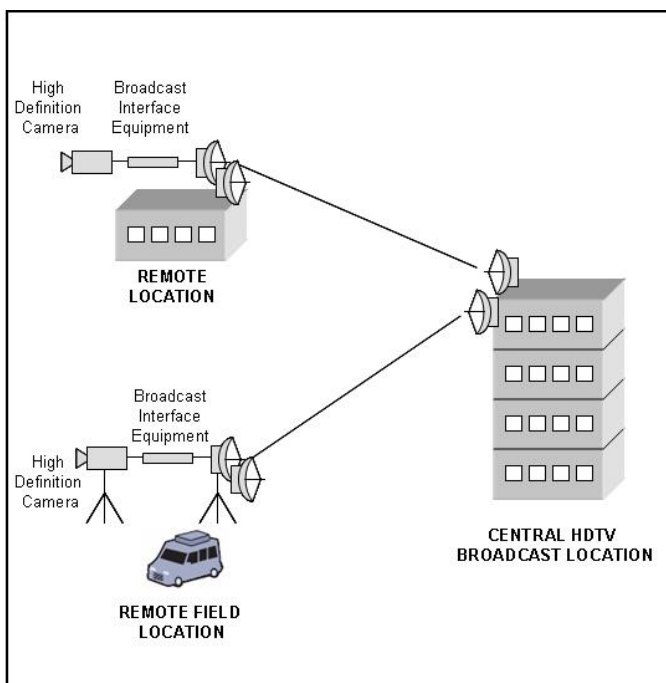 High
Definition
Camera
Broadcast
Interface
Equipment
REMOTE
LOCATION
Broadcast
Interface
Equipment
High
Definition
Camera
REMOTE FIELD
LOCATION
CENTRAL HDTV
BROADCAST LOCATION